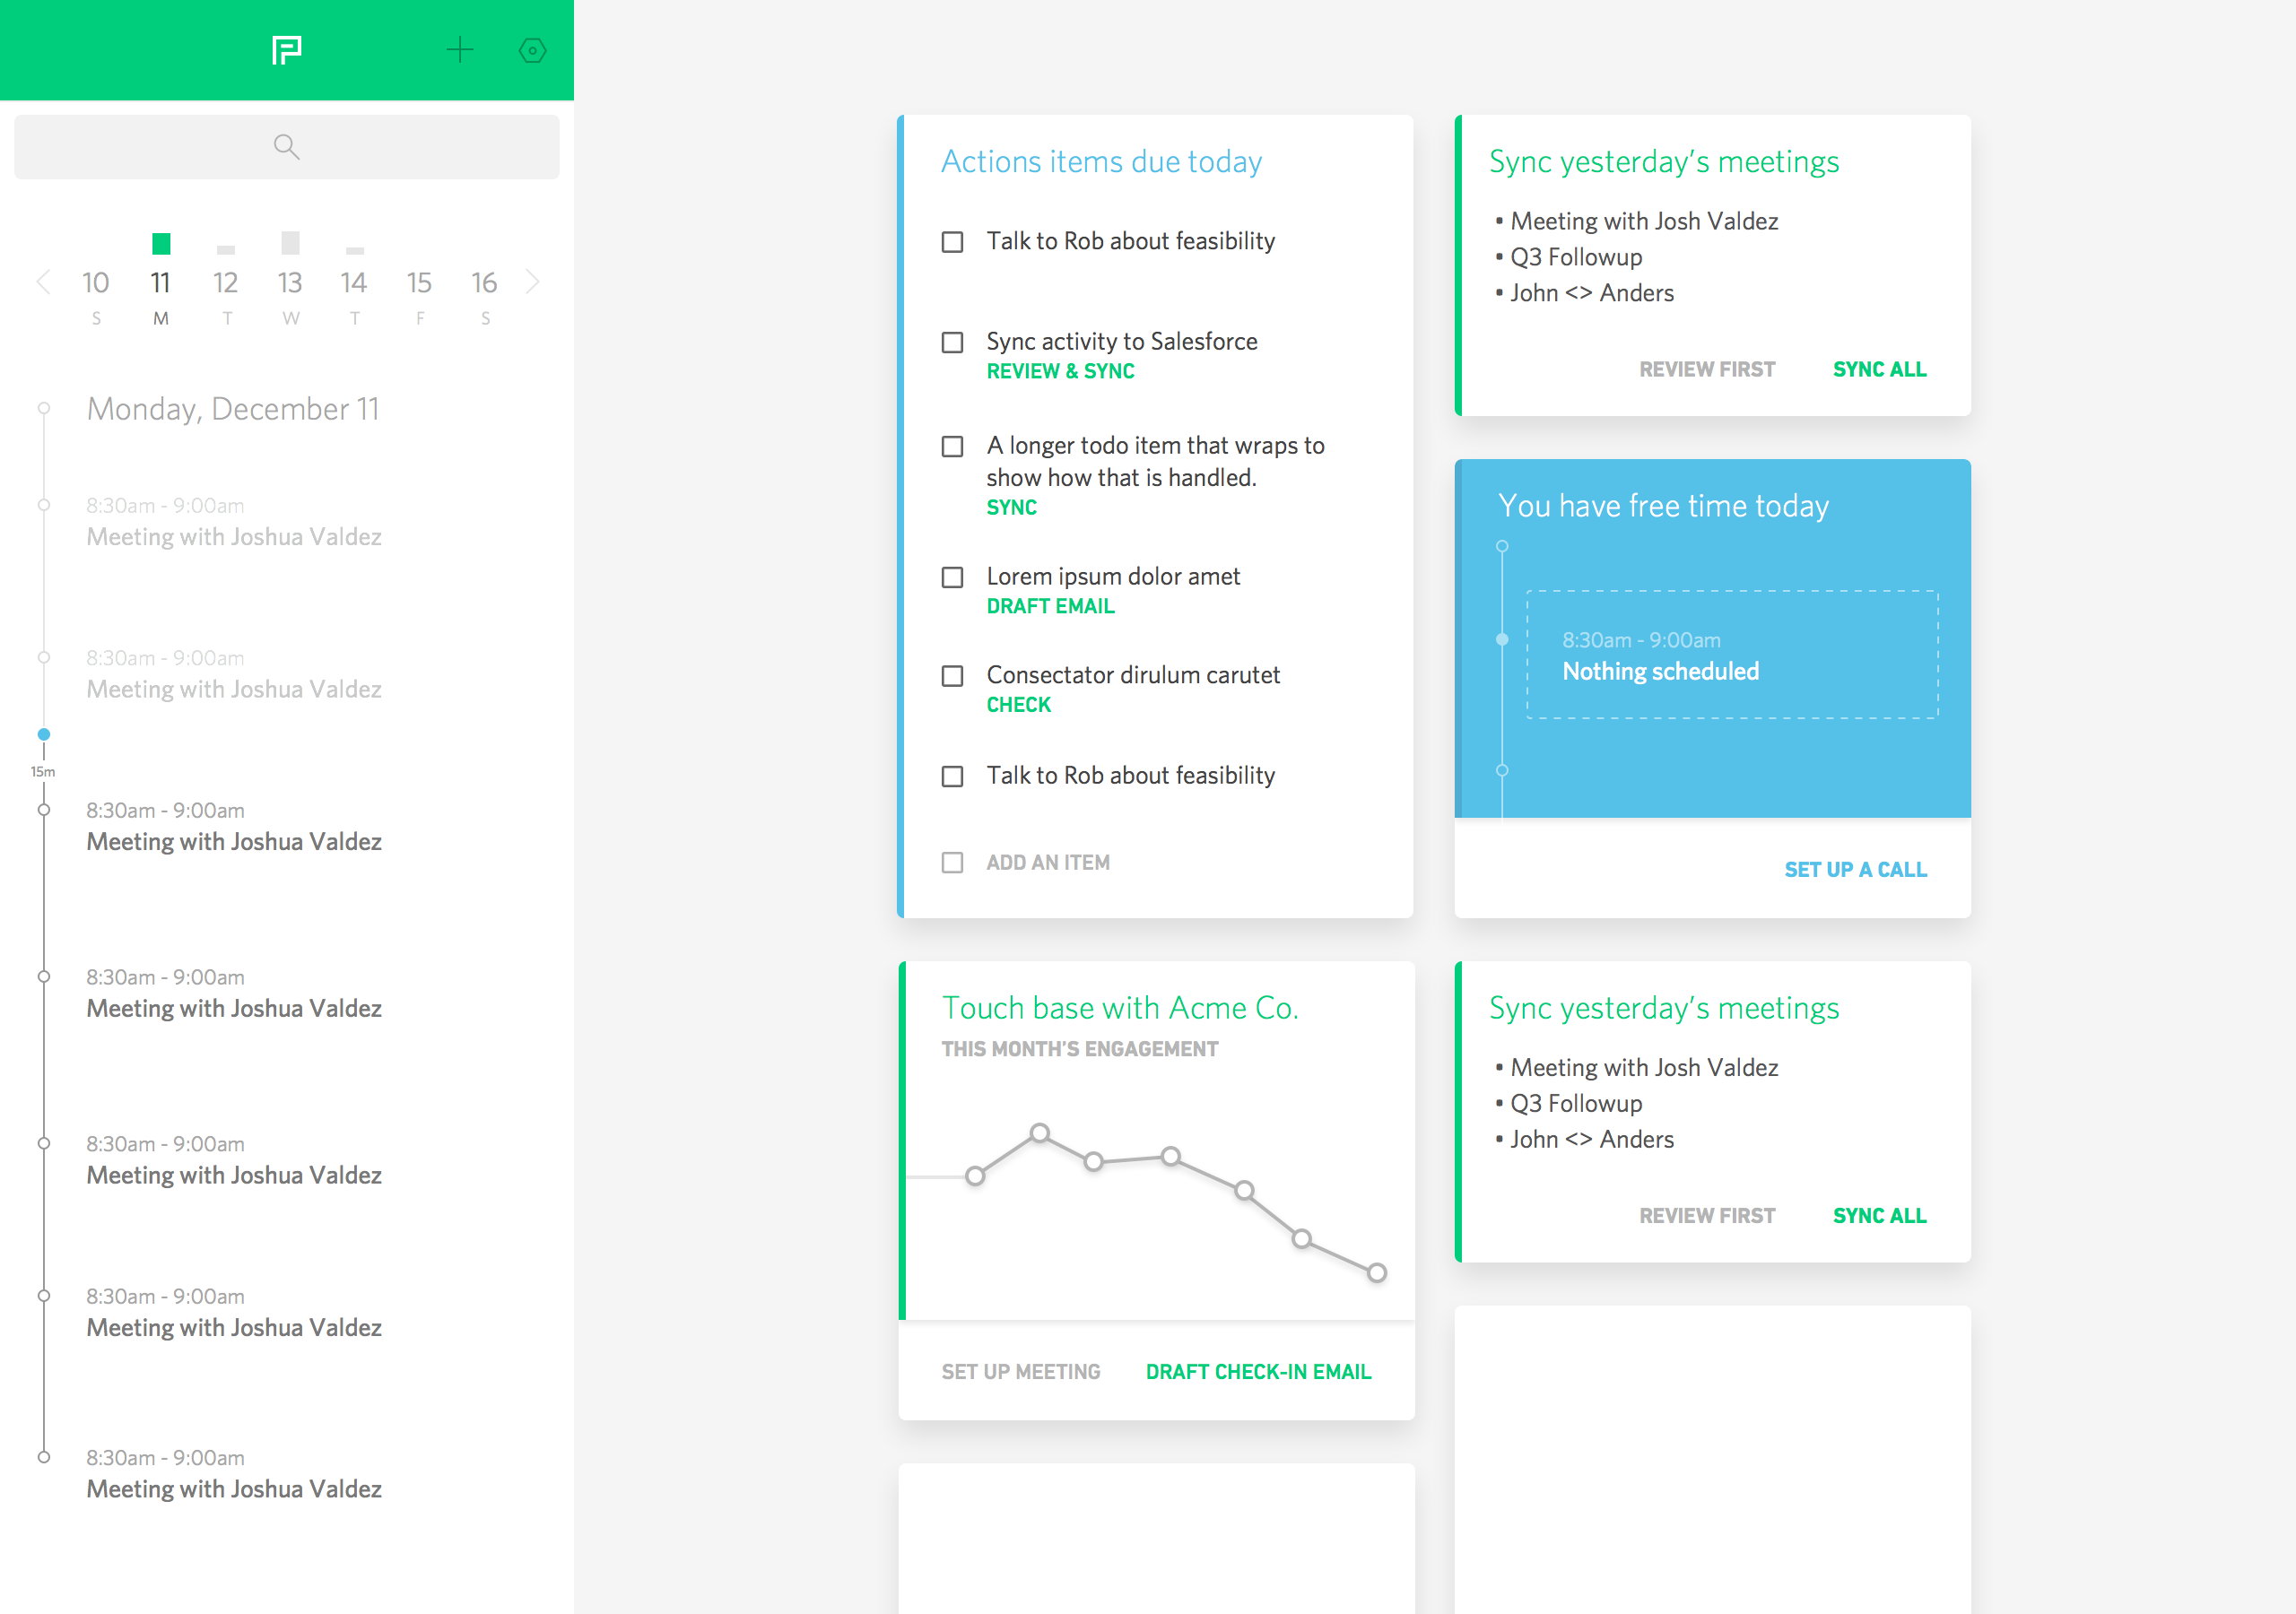 10 11 12 13 14 15 16
S M T W T F S
Monday, December 11
8:30am - 9:00am
Meeting with Joshua Valdez
8:30am - 9:00am
Meeting with Joshua Valdez
15m
8:30am - 9:00am
Meeting with Joshua Valdez
8:30am - 9:00am
Meeting with Joshua Valdez
8:30am - 9:00am
Meeting with Joshua Valdez
8:30am - 9:00am
Meeting with Joshua Valdez
8:30am - 9:00am
Meeting with Joshua Valdez
Actions items due today
Talk to Rob about feasibility
Sync activity to Salesforce
REVIEW & SYNC
A longer todo item that wraps to
show how that is handled.
SYNC
Lorem ipsum dolor amet
DRAFT EMAIL
Consectator dirulum carutet
CHECK
Talk to Rob about feasibility
ADD AN ITEM
Touch base with Acme Co.
THIS MONTH'S ENGAGEMENT
SET UP MEETING DRAFT CHECK-IN EMAIL
Sync yesterday's meetings
• Meeting with Josh Valdez
• Q3 Followup
• John <> Anders
REVIEW FIRST SYNC ALL
You have free time today
8:30am - 9:00am
Nothing scheduled
SET UP A CALL
Sync yesterday's meetings
• Meeting with Josh Valdez
• Q3 Followup
• John <> Anders
REVIEW FIRST SYNC ALL